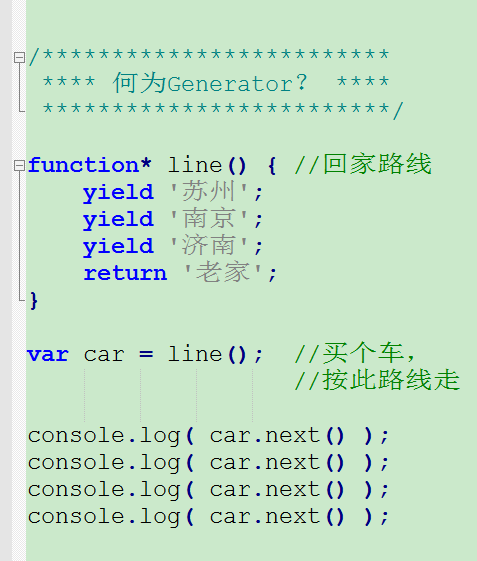 /*************************
**** 何为Generator? ****
*************************/
function* line() { //回家路线
yield '苏州';
yield '南京';
yield '济南';
return '老家';
}
var car = line(); //买个车，
//按此路线走
console.log( car.next() );
console.log( car.next() );
console.log( car.next() );
console.log( car.next() );